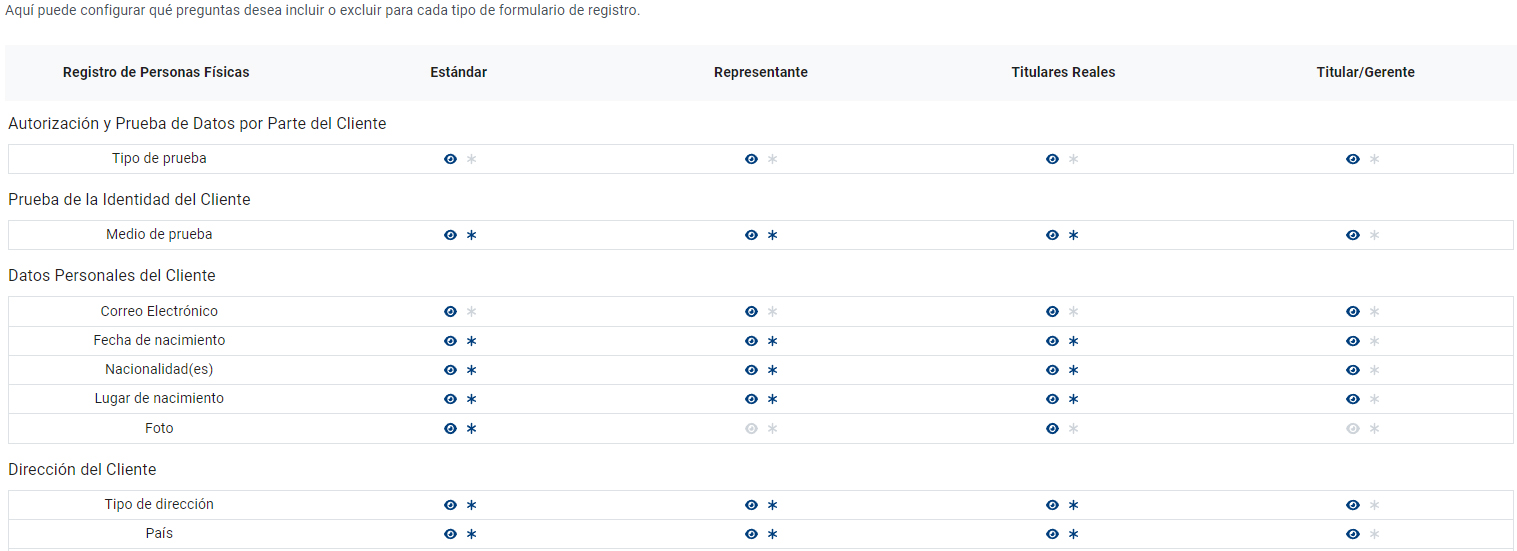 Aquí puede configurar qué preguntas desea incluir o excluir para cada tipo de formulario de registro.
Registro de Personas Físicas Estándar Representante Titulares Reales Titular/Gerente
Autorización y Prueba de Datos por Parte del Cliente
Tipo de prueba
Prueba de la Identidad del Cliente
Medio de prueba
Datos Personales del Cliente
Correo Electrónico
Fecha de nacimiento
Nacionalidad(es)
Lugar de nacimiento
Foto
Dirección del Cliente
Tipo de dirección
País